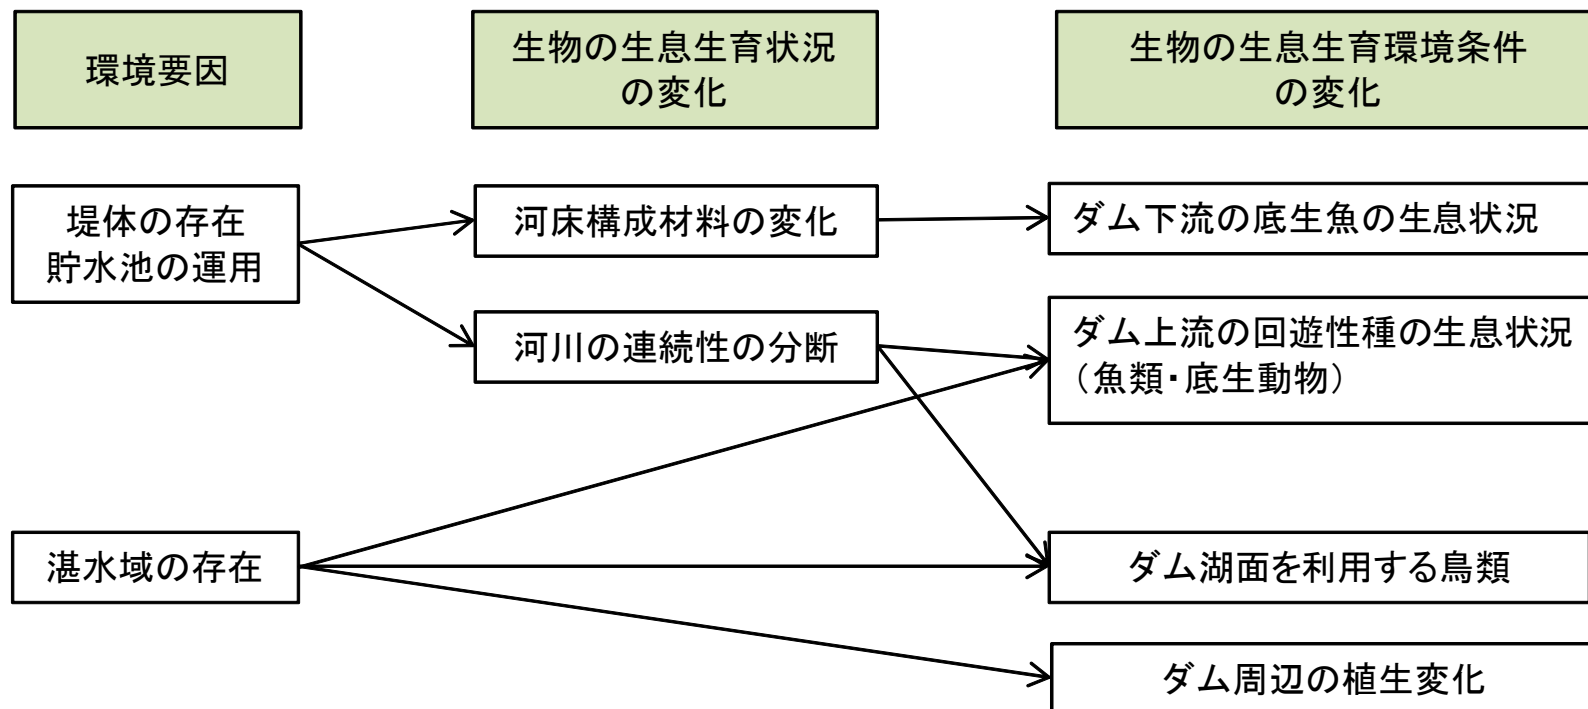 環境要因
生物の生息生育状況
の変化
生物の生息生育環境条件
の変化
堤体の存在
貯水池の運用
河床構成材料の変化
ダム下流の底生魚の生息状況
河川の連続性の分断
ダム上流の回遊性種の生息状況
（魚類・底生動物）
湛水域の存在
ダム湖面を利用する鳥類
ダム周辺の植生変化